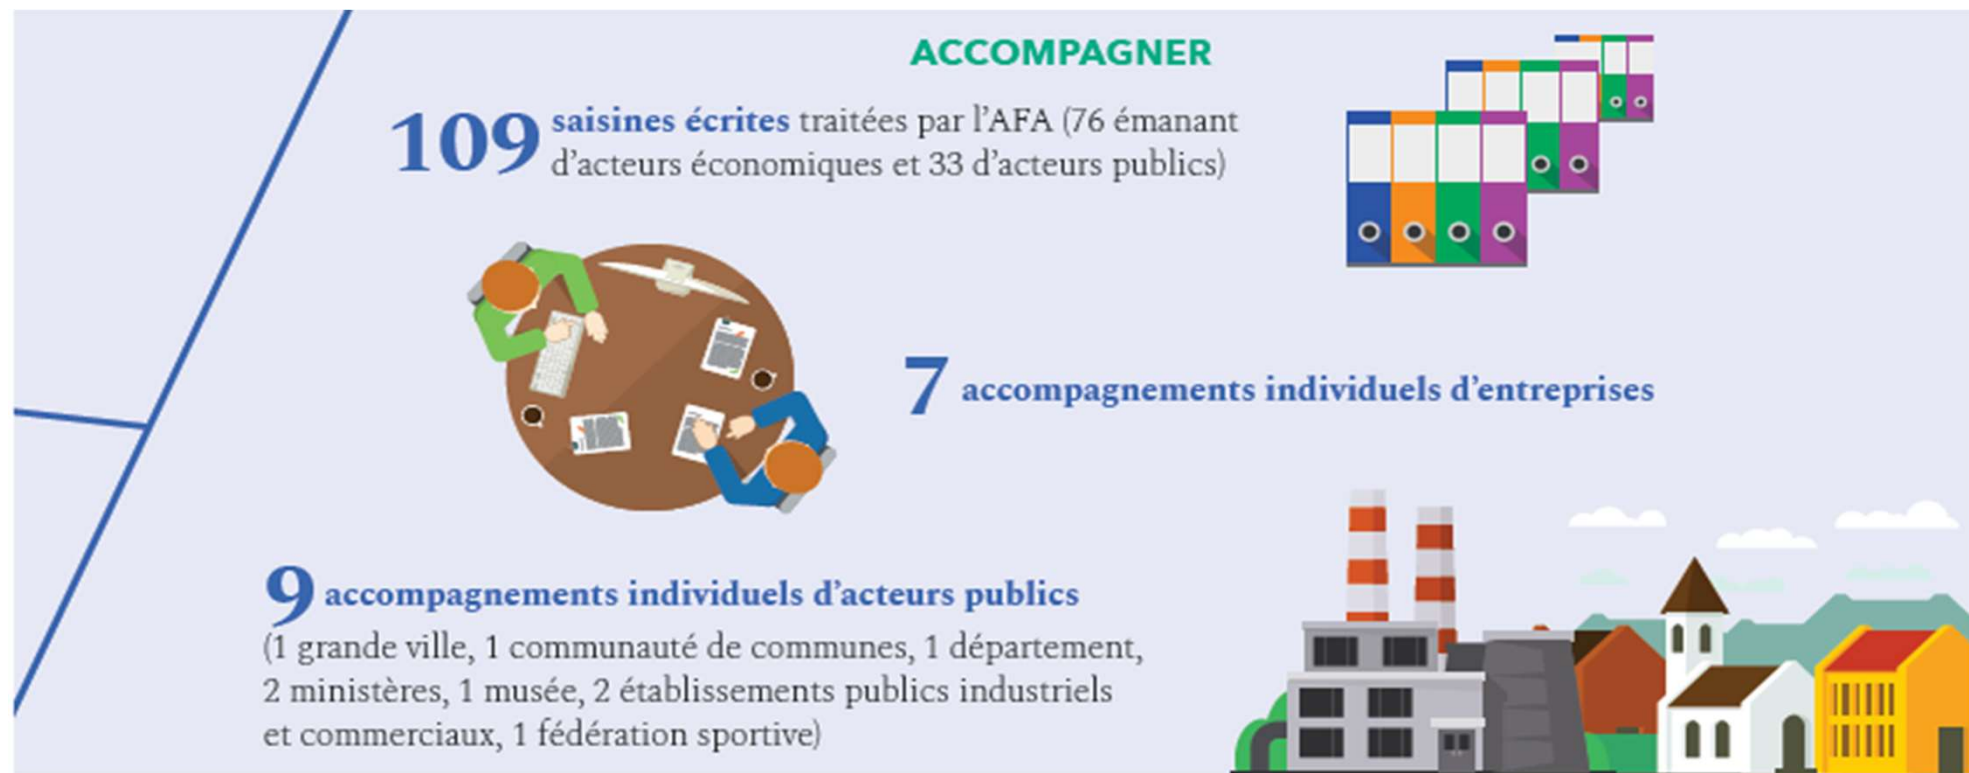 ACCOMPAGNER
109 saisines écrites traitées par l’AFA (76 émanant
d’acteurs économiques et 33 d’acteurs publics)
7 accompagnements individuels d’entreprises
9 accompagnements individuels d’acteurs publics
(1 grande ville, 1 communauté de communes, 1 département,
2 ministères, 1 musée, 2 établissements publics industriels
et commerciaux, 1 fédération sportive)